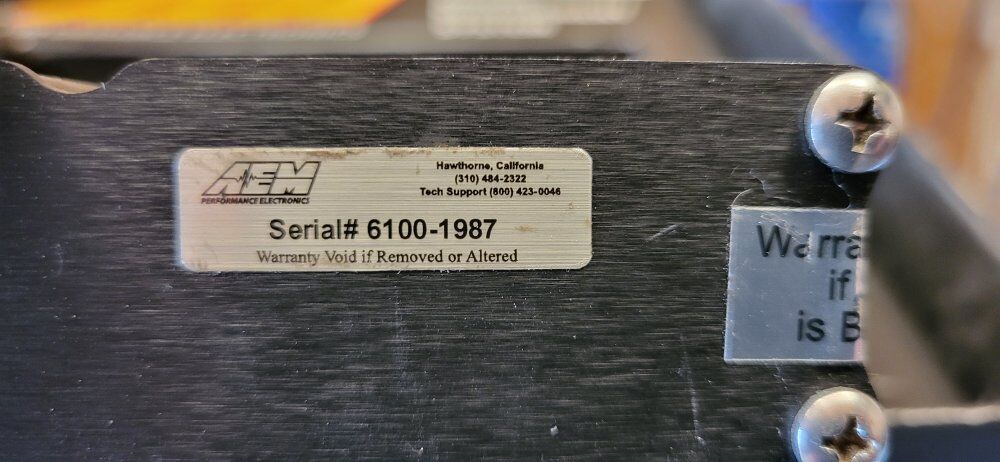 AEM
PERFORMANCE ELECTRONICS
Hawthorne, California
(310) 484-2322
Tech Support (800) 423-0046
Serial# 6100-1987
Warranty Void if Removed or Altered
Warra
if
is B